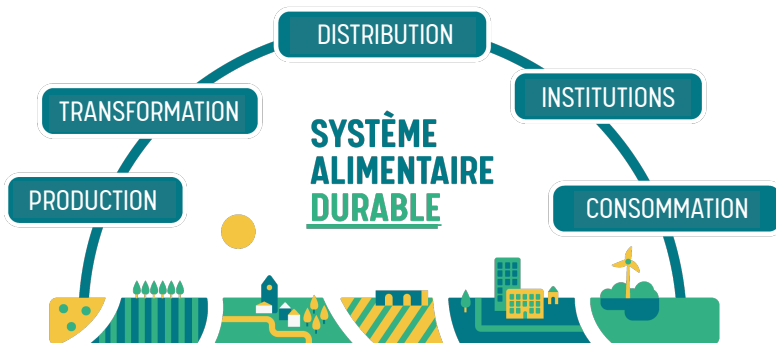 DISTRIBUTION
TRANSFORMATION
INSTITUTIONS
SYSTÈME
ALIMENTAIRE
DURABLE
PRODUCTION
CONSOMMATION